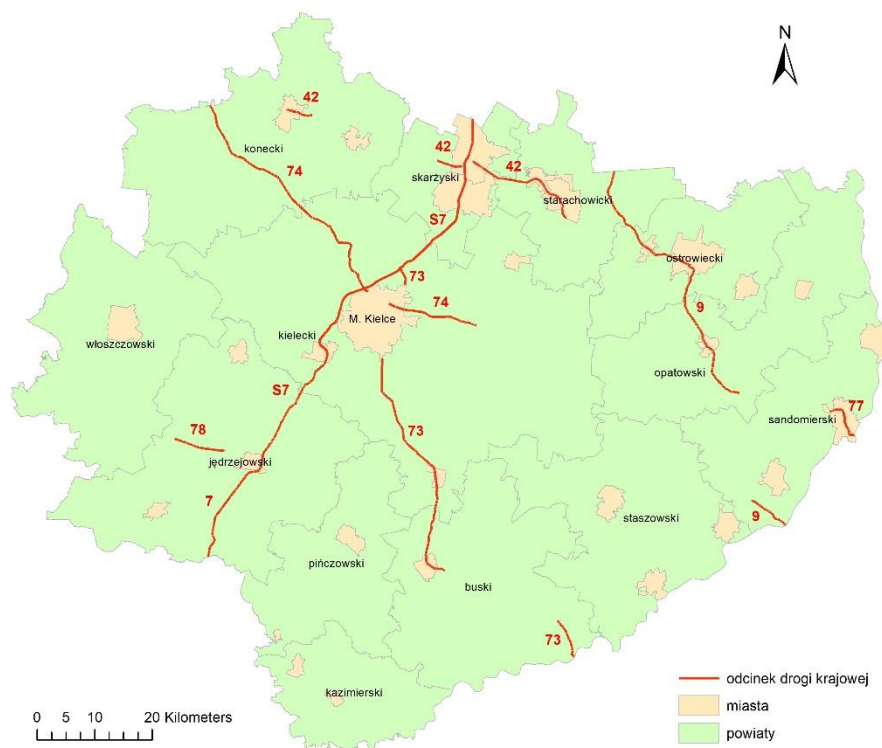 N
42
konecki
74
42
skarżyski
42
starachowicki
S7
73
ostrowiecki
74
M. Kielce
9
kielecki
włoszczowski
opatowski
S7
77
sandomierski
78
73
jędrzejowski
7
9
staszowski
pińczowski
buski
73
kazimierski
odcinek drogi krajowej
miasta
powiaty
0 5 10 20 Kilometers